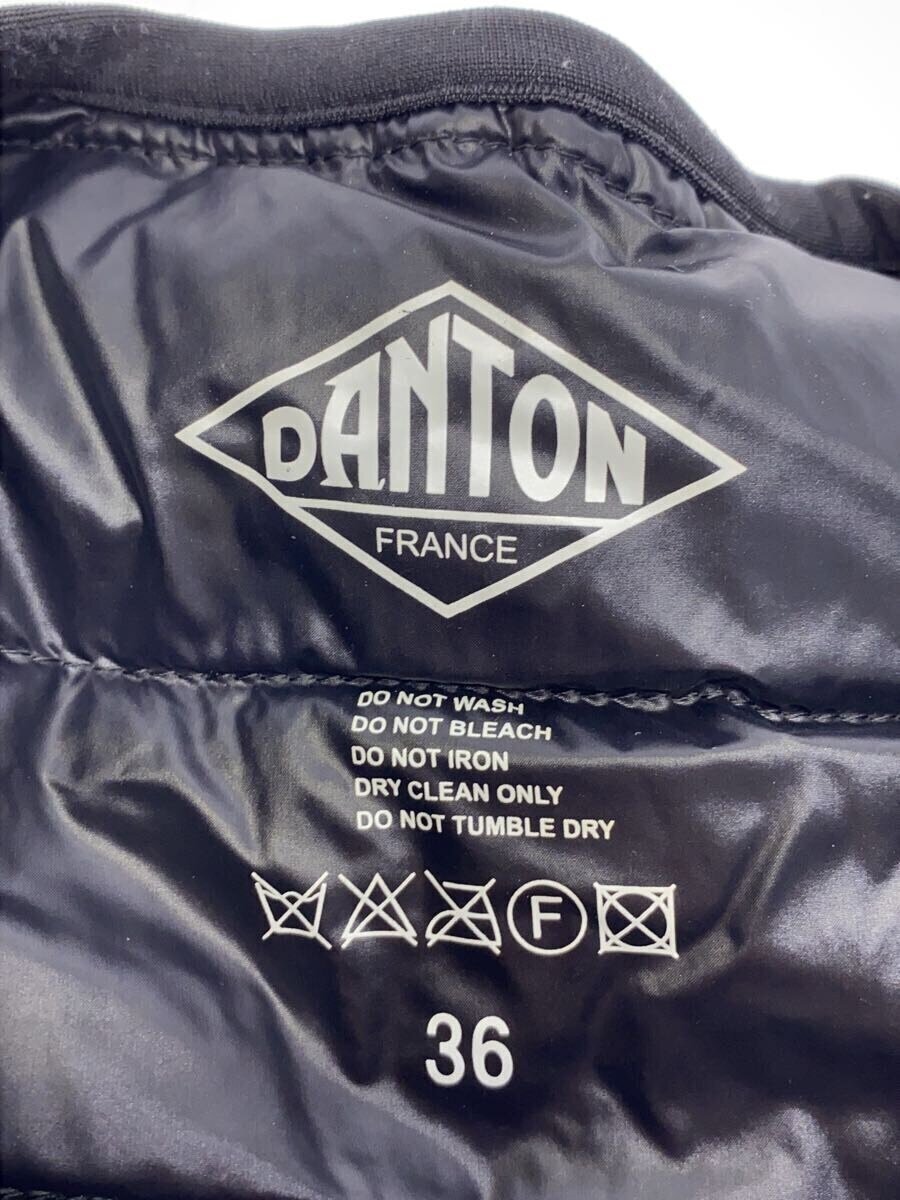 DANTON
FRANCE
DO NOT WASH
DO NOT BLEACH
DO NOT IRON
DRY CLEAN ONLY
DO NOT TUMBLE DRY
F
36